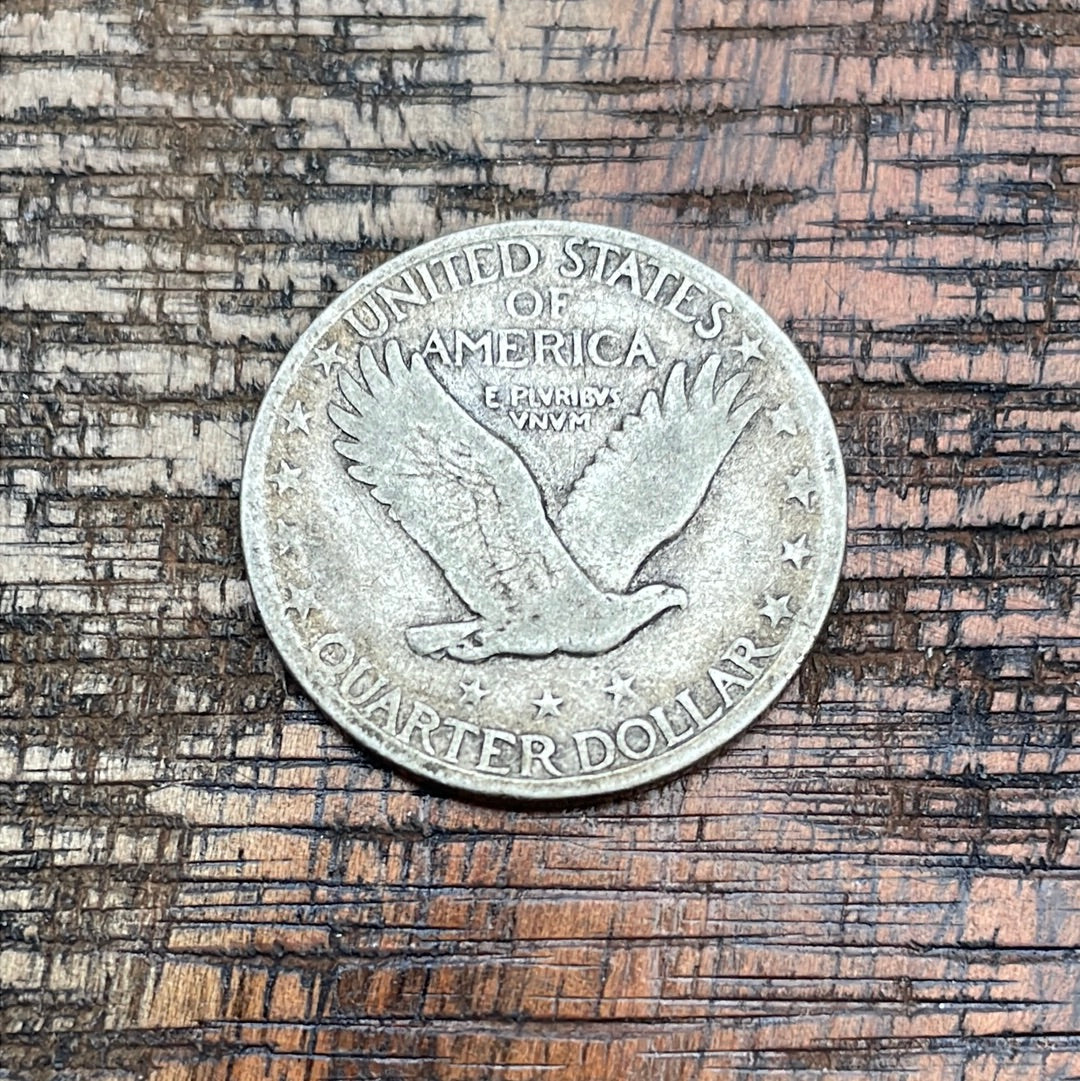 UNITED STATES
OF
AMERICA
E PLVRIBVS
VNVM
QUARTER DOLLAR